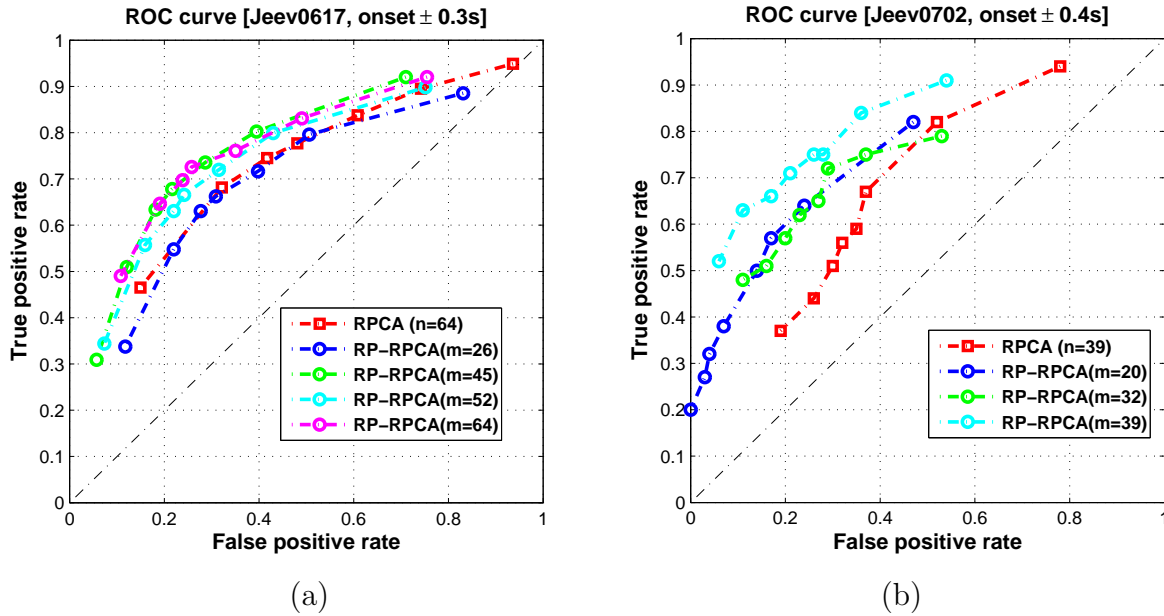 ROC curve [Jeev0617, onset ± 0.3s]
True positive rate
1
0.9
0.8
0.7
0.6
0.5
0.4
0.3
0.2
0.1
0
0
0.2
0.4
0.6
0.8
1
False positive rate
RPCA (n=64)
RP−RPCA(m=26)
RP−RPCA(m=45)
RP−RPCA(m=52)
RP−RPCA(m=64)
(a)
ROC curve [Jeev0702, onset ± 0.4s]
True positive rate
1
0.9
0.8
0.7
0.6
0.5
0.4
0.3
0.2
0.1
0
0
0.2
0.4
0.6
0.8
1
False positive rate
RPCA (n=39)
RP−RPCA(m=20)
RP−RPCA(m=32)
RP−RPCA(m=39)
(b)